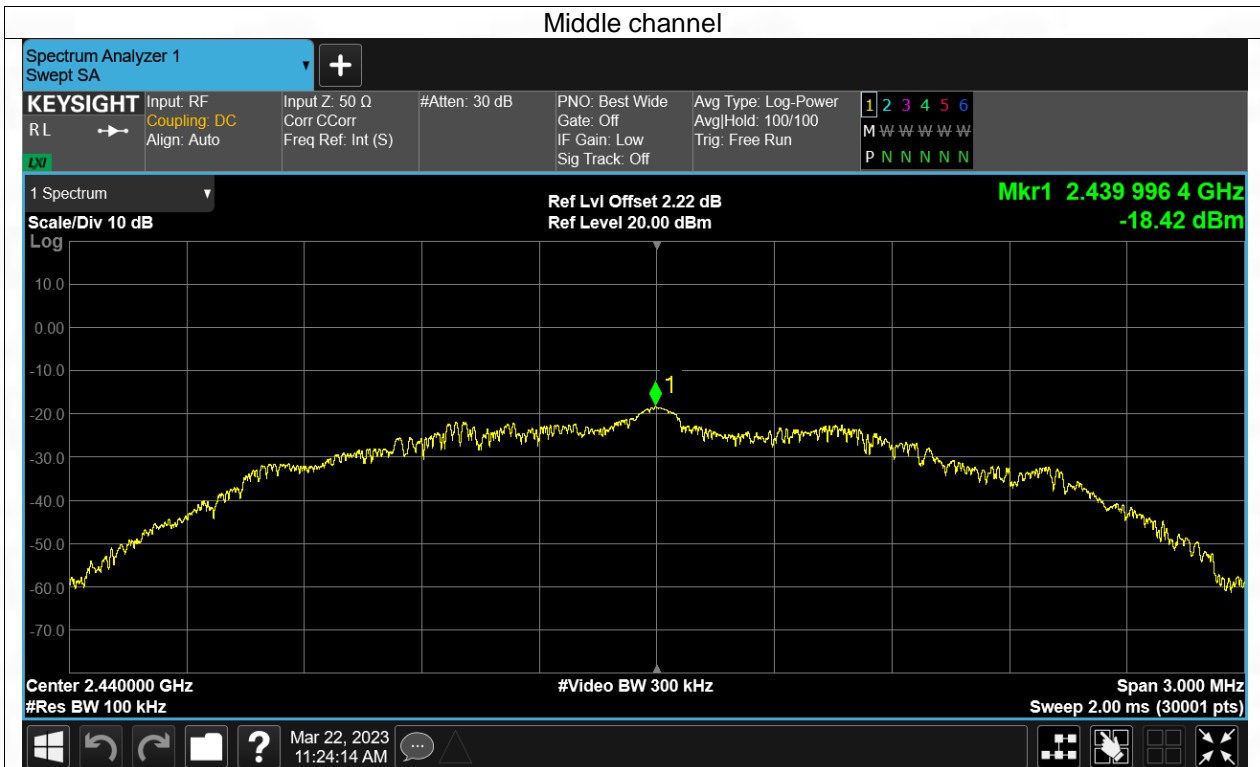 Middle channel
Spectrum Analyzer 1
Swept SA
KEYSIGHT
R L
LXI
Input: RF
Coupling: DC
Align: Auto
Input Z: 50 Ω
Corr CCorr
Freq Ref: Int (S)
#Atten: 30 dB
PNO: Best Wide
Gate: Off
IF Gain: Low
Sig Track: Off
Avg Type: Log-Power
Avg|Hold: 100/100
Trig: Free Run
1 2 3 4 5 6
M W W W W W
P N N N N N
1 Spectrum
Scale/Div 10 dB
Ref Lvl Offset 2.22 dB
Ref Level 20.00 dBm
Mkr1 2.439 996 4 GHz
-18.42 dBm
Log
10.0
0.00
-10.0
-20.0
-30.0
-40.0
-50.0
-60.0
-70.0
1
Center 2.440000 GHz
#Res BW 100 kHz
#Video BW 300 kHz
Span 3.000 MHz
Sweep 2.00 ms (30001 pts)
?
Mar 22, 2023
11:24:14 AM